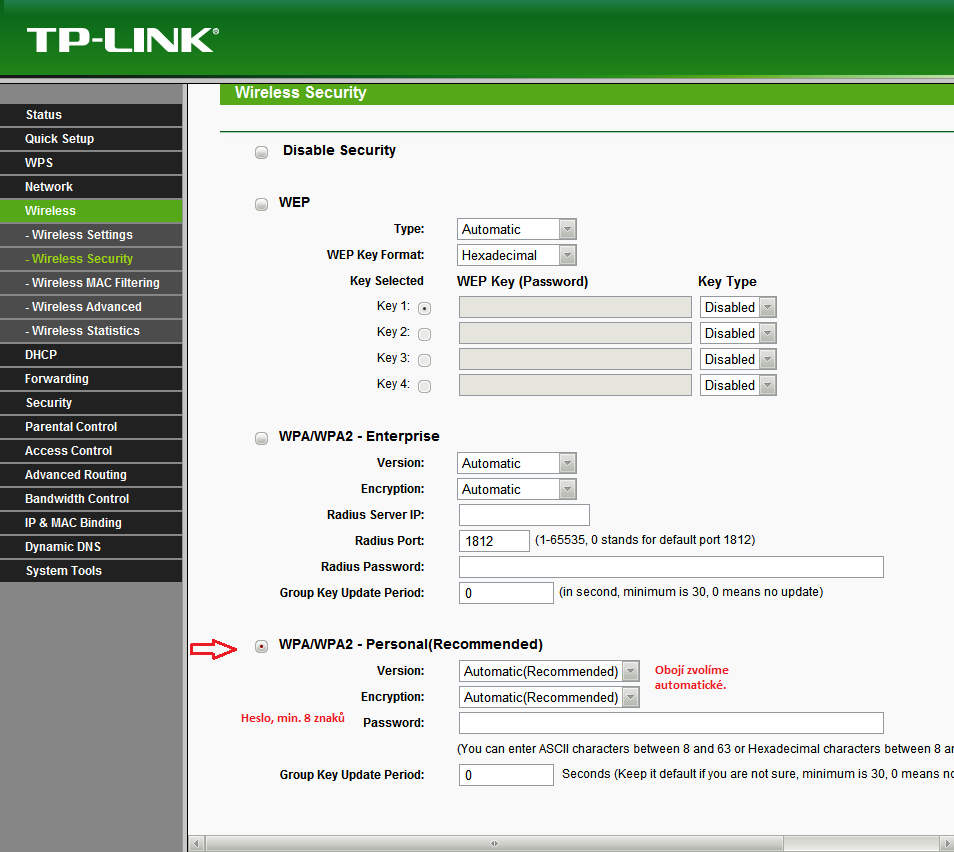 TP-LINK®
Wireless Security
Status
Quick Setup
WPS
Network
Wireless
- Wireless Settings
- Wireless Security
- Wireless MAC Filtering
- Wireless Advanced
- Wireless Statistics
DHCP
Forwarding
Security
Parental Control
Access Control
Advanced Routing
Bandwidth Control
IP & MAC Binding
Dynamic DNS
System Tools
Disable Security
WEP
Type: Automatic
WEP Key Format: Hexadecimal
Key Selected WEP Key (Password) Key Type
Key 1: Disabled
Key 2: Disabled
Key 3: Disabled
Key 4: Disabled
WPA/WPA2 - Enterprise
Version: Automatic
Encryption: Automatic
Radius Server IP:
Radius Port: 1812 (1-65535, 0 stands for default port 1812)
Radius Password:
Group Key Update Period: 0 (in second, minimum is 30, 0 means no update)
WPA/WPA2 - Personal(Recommended)
Version: Automatic(Recommended) Obojí zvolíme
automatické.
Encryption: Automatic(Recommended)
Heslo, min. 8 znaků Password:
(You can enter ASCII characters between 8 and 63 or Hexadecimal characters between 8 an
Group Key Update Period: 0 Seconds (Keep it default if you are not sure, minimum is 30, 0 means no